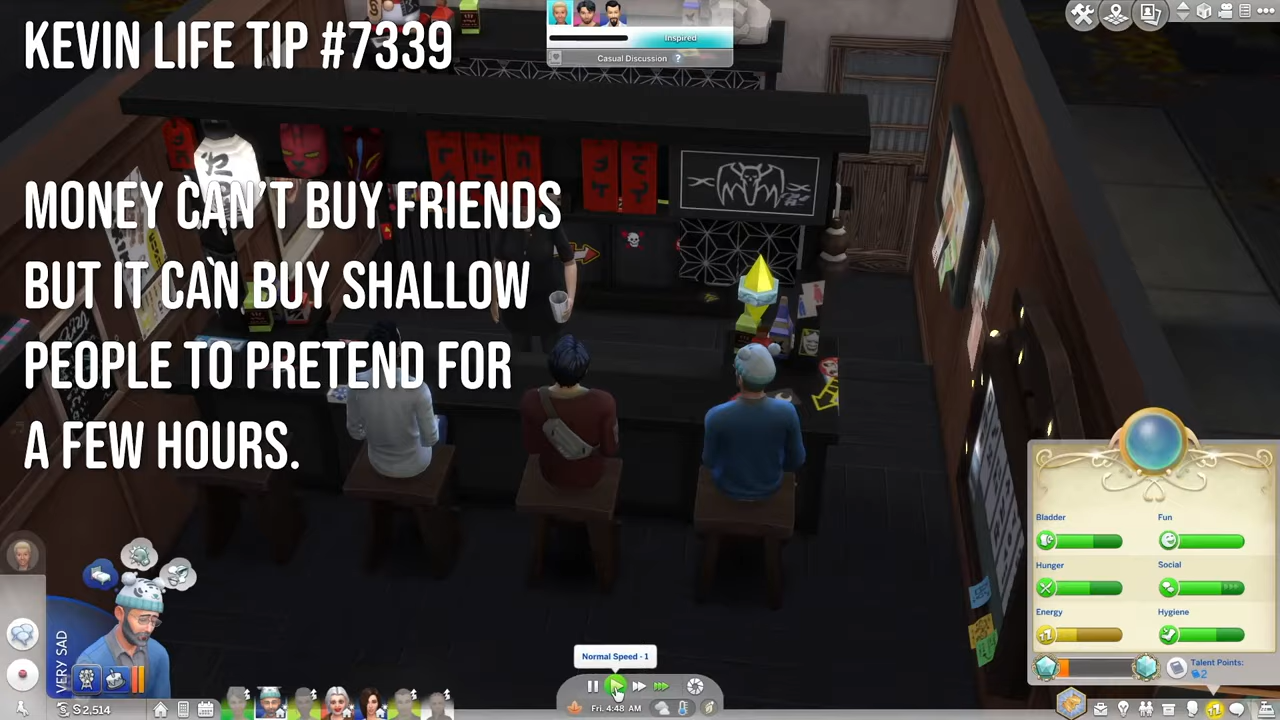 KEVIN LIFE TIP #7339
Inspired
Casual Discussion ?
MONEY CAN'T BUY FRIENDS
BUT IT CAN BUY SHALLOW
PEOPLE TO PRETEND FOR
A FEW HOURS.
Bladder
Fun
Hunger
Social
Energy
Hygiene
Talent Points:
2
VERY SAD
Normal Speed - 1
§ 2,514
Fri. 4:48 AM